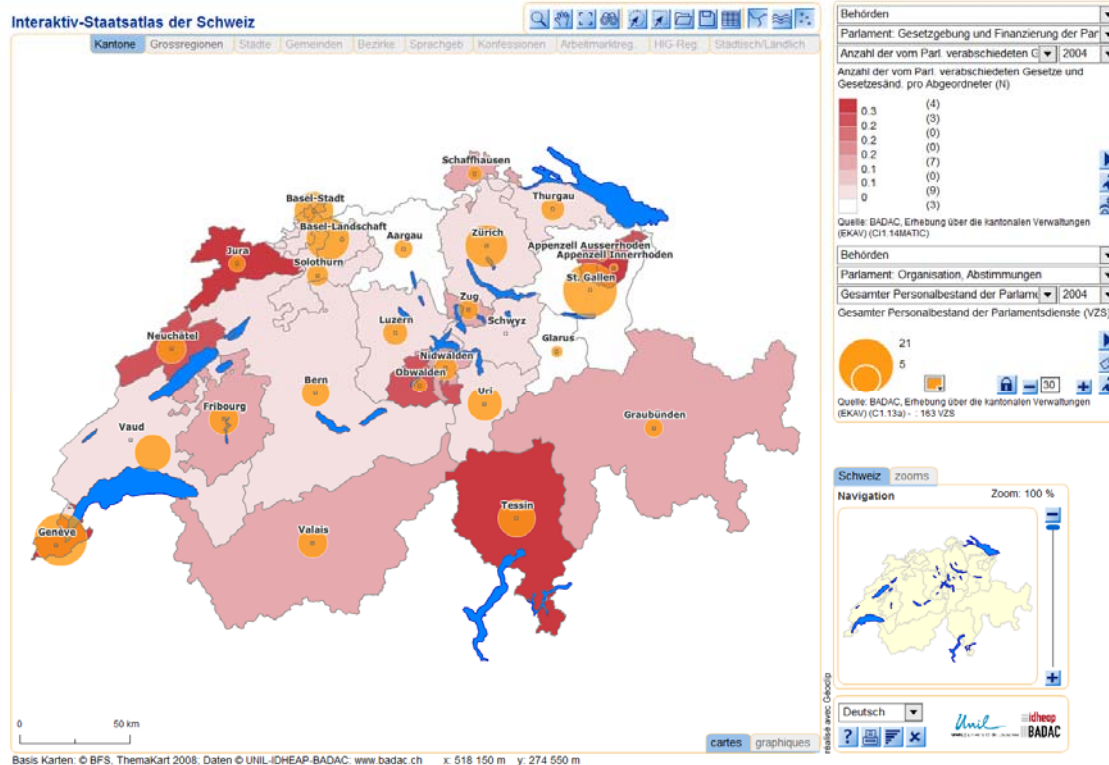 Interaktiv-Staatsatlas der Schweiz
Kantone Grossregionen Städte Gemeinden Bezirke Sprachgeb Konfessionen Arbeitmarktreg. HIG-Reg. Städtisch/Ländlich
Schaffhausen
Basel-Stadt
Thurgau
Basel-Landschaft
Aargau
Zürich
Jura
Appenzell Ausserrhoden
Appenzell Innerrhoden
Solothurn
St. Gallen
Zug
Luzern
Schwyz
Neuchâtel
Glarus
Nidwalden
Obwalden
Bern
Uri
Fribourg
Graubünden
Vaud
Tessin
Genève
Valais
0 50 km
cartes graphiques
Basis Karten: © BFS, ThemaKart 2008; Daten © UNIL-IDHEAP-BADAC; www.badac.ch x: 518 150 m y: 274 550 m
réalisé avec Géoclip
Behörden
Parlament: Gesetzgebung und Finanzierung der Par
Anzahl der vom Parl. verabschiedeten G 2004
Anzahl der vom Parl. verabschiedeten Gesetze und
Gesetzesänd. pro Abgeordneter (N)
0.3 (4)
0.2 (3)
0.2 (0)
0.2 (0)
0.1 (7)
0.1 (0)
0 (9)
(3)
Quelle: BADAC, Erhebung über die kantonalen Verwaltungen
(EKAV) (Ci1.14MATIC)
Behörden
Parlament: Organisation, Abstimmungen
Gesamter Personalbestand der Parlame 2004
Gesamter Personalbestand der Parlamentsdienste (VZS)
21
5
30
Quelle: BADAC, Erhebung über die kantonalen Verwaltungen
(EKAV) (C1.13a) - : 163 VZS
Schweiz zooms
Navigation Zoom: 100 %
Deutsch
Unil
idheap
BADAC